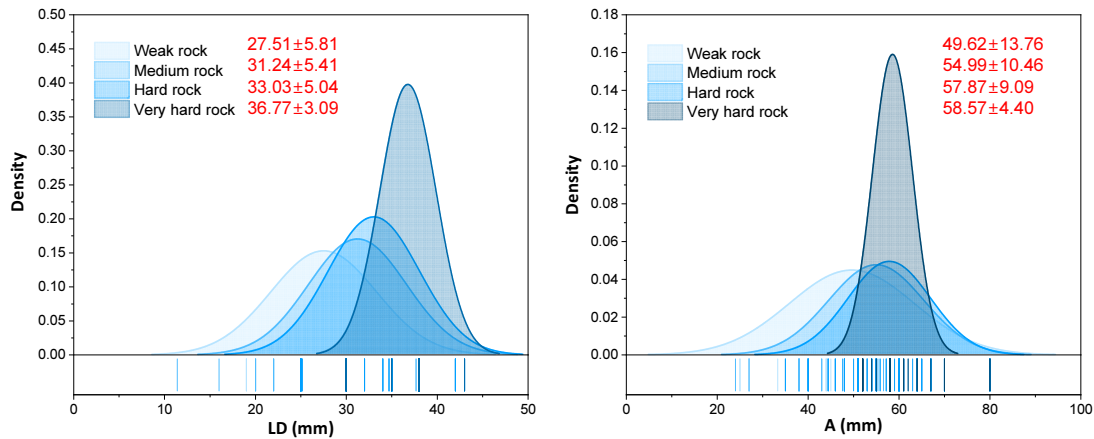 0.50
0.45
0.40
0.35
0.30
0.25
0.20
0.15
0.10
0.05
0.00
Density
Weak rock 27.51±5.81
Medium rock 31.24±5.41
Hard rock 33.03±5.04
Very hard rock 36.77±3.09
0 10 20 30 40 50
LD (mm)
0.18
0.16
0.14
0.12
0.10
0.08
0.06
0.04
0.02
0.00
Density
Weak rock 49.62±13.76
Medium rock 54.99±10.46
Hard rock 57.87±9.09
Very hard rock 58.57±4.40
0 20 40 60 80 100
A (mm)